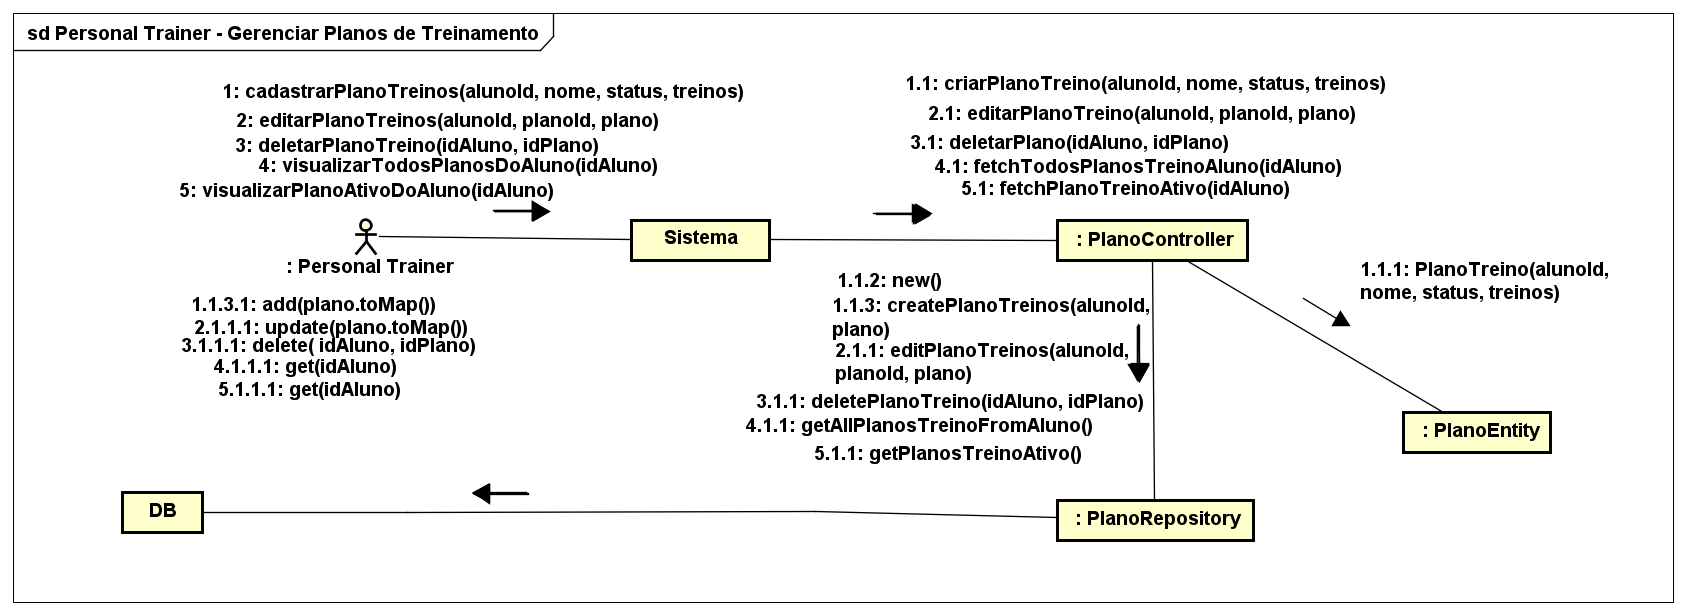 sd Personal Trainer - Gerenciar Planos de Treinamento
1: cadastrarPlanoTreinos(alunoId, nome, status, treinos)
2: editarPlanoTreinos(alunoId, planoId, plano)
3: deletarPlanoTreino(idAluno, idPlano)
4: visualizarTodosPlanosDoAluno(idAluno)
5: visualizarPlanoAtivoDoAluno(idAluno)
1.1: criarPlanoTreino(alunoId, nome, status, treinos)
2.1: editarPlanoTreino(alunoId, planoId, plano)
3.1: deletarPlano(idAluno, idPlano)
4.1: fetchTodosPlanosTreinoAluno(idAluno)
5.1: fetchPlanoTreinoAtivo(idAluno)
: Personal Trainer
Sistema
: PlanoController
1.1.1: PlanoTreino(alunoId,
nome, status, treinos)
1.1.2: new()
1.1.3: createPlanoTreinos(alunoId,
plano)
2.1.1: editPlanoTreinos(alunoId,
planoId, plano)
3.1.1: deletePlanoTreino(idAluno, idPlano)
4.1.1: getAllPlanosTreinoFromAluno()
5.1.1: getPlanosTreinoAtivo()
1.1.3.1: add(plano.toMap())
2.1.1.1: update(plano.toMap())
3.1.1.1: delete( idAluno, idPlano)
4.1.1.1: get(idAluno)
5.1.1.1: get(idAluno)
: PlanoEntity
DB
: PlanoRepository